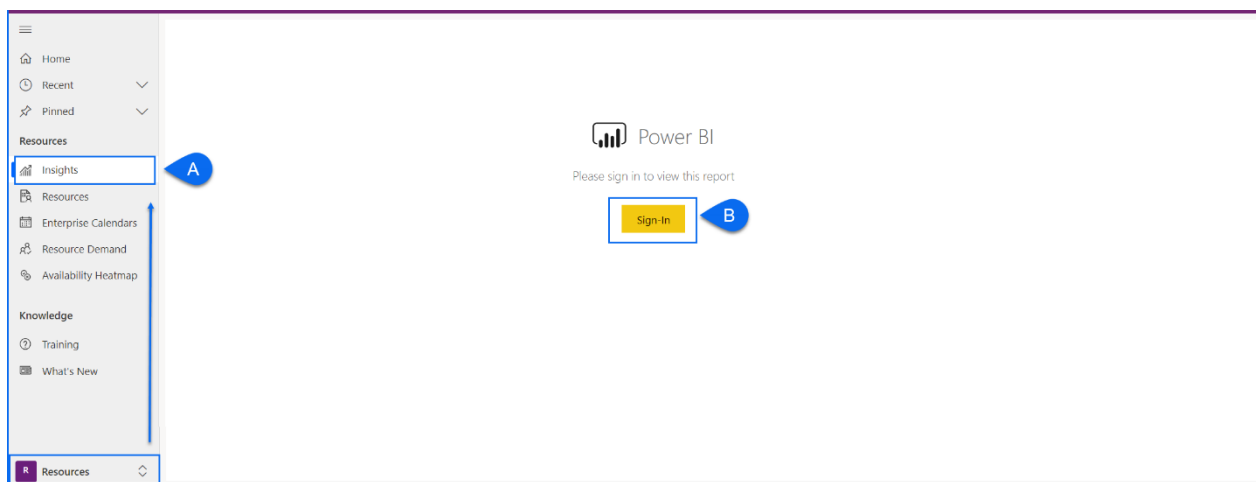 Home
Recent
Pinned
Resources
Insights
A
Resources
Enterprise Calendars
Resource Demand
Availability Heatmap
Knowledge
Training
What's New
R Resources
Power BI
Please sign in to view this report
Sign-In
B